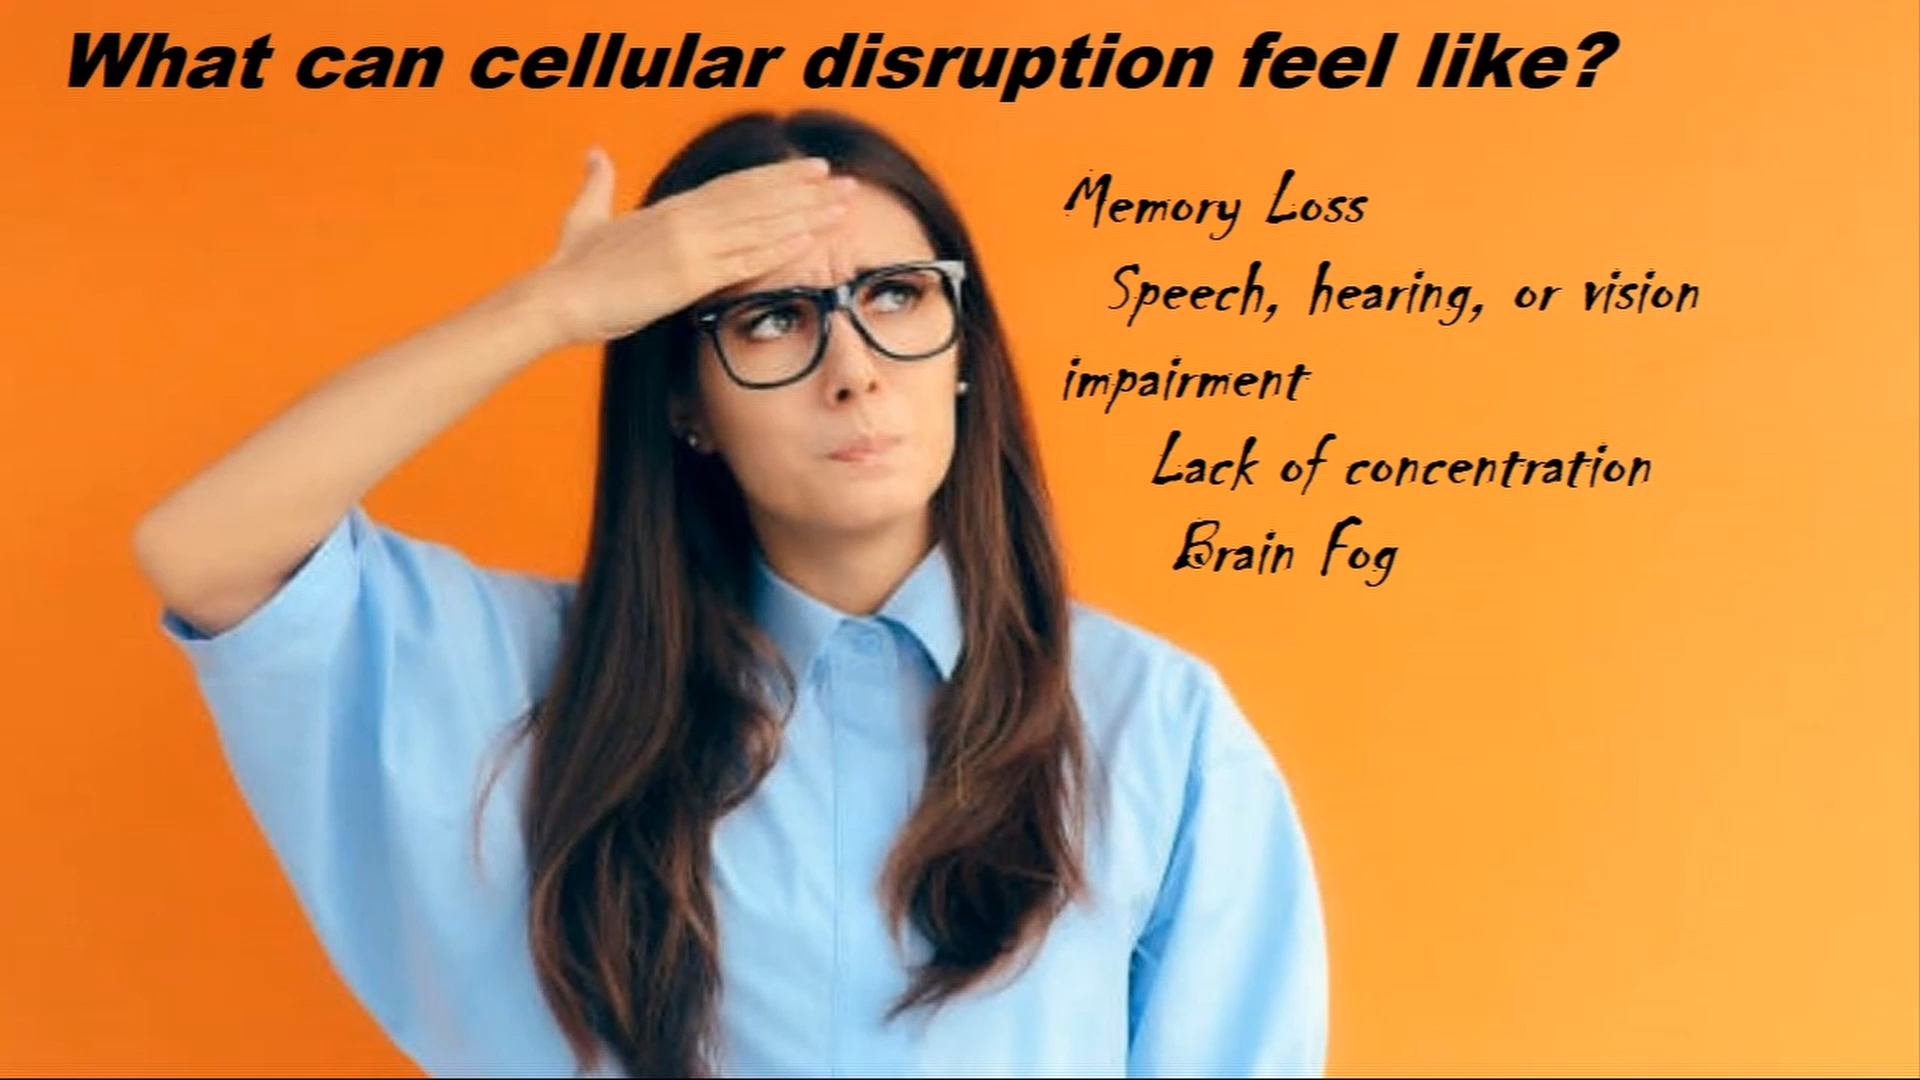 What can cellular disruption feel like?
Memory Loss
Speech, hearing, or vision
impairment
Lack of concentration
Brain Fog